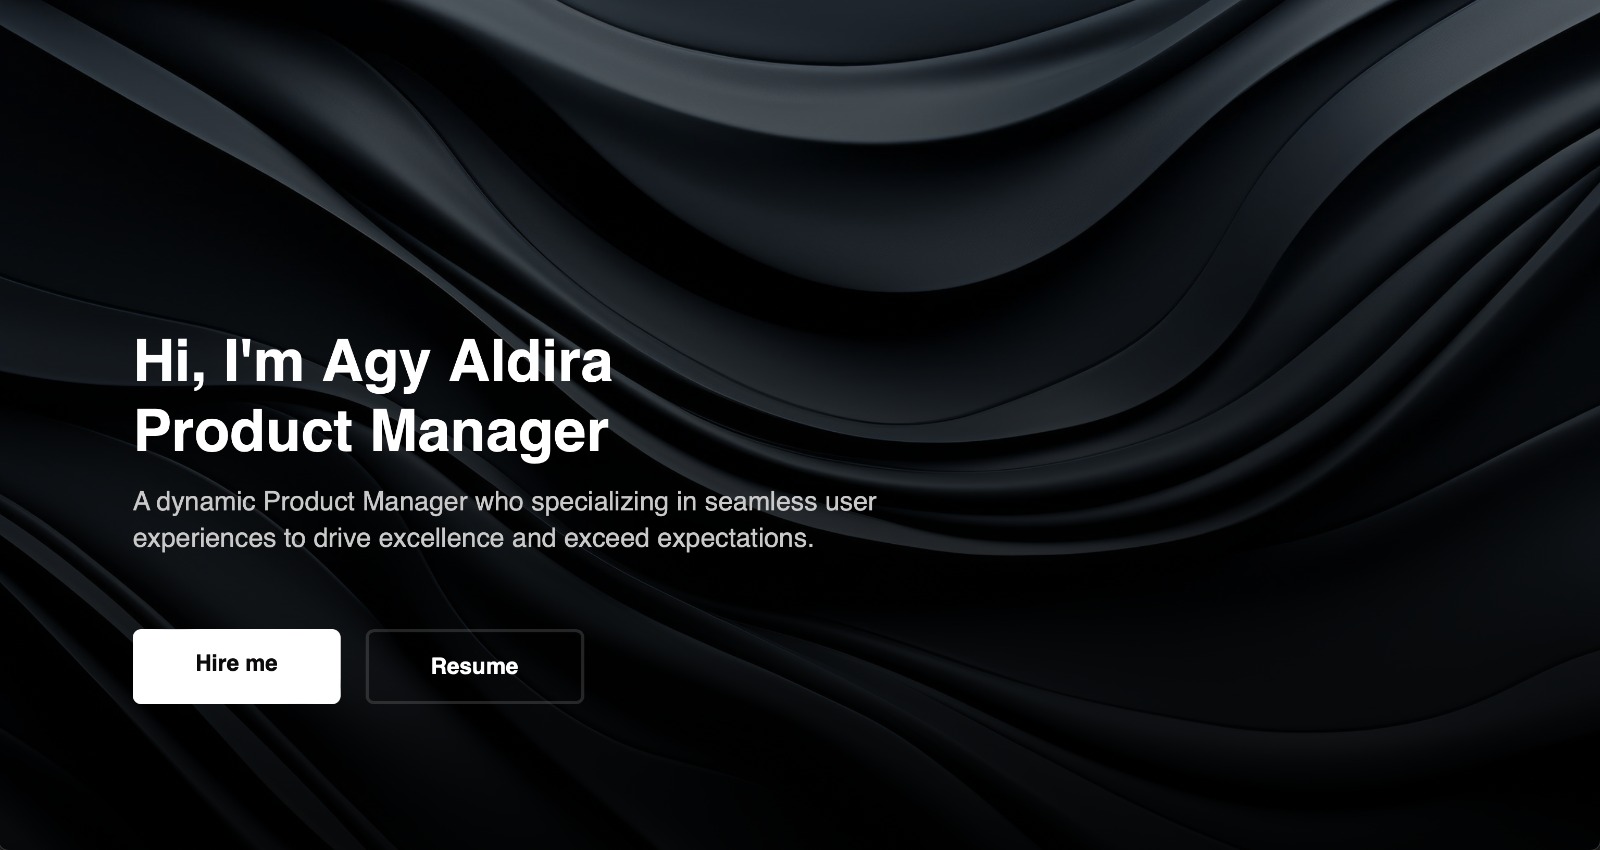 Hi, I'm Agy Aldira
Product Manager
A dynamic Product Manager who specializing in seamless user
experiences to drive excellence and exceed expectations.
Hire me
Resume